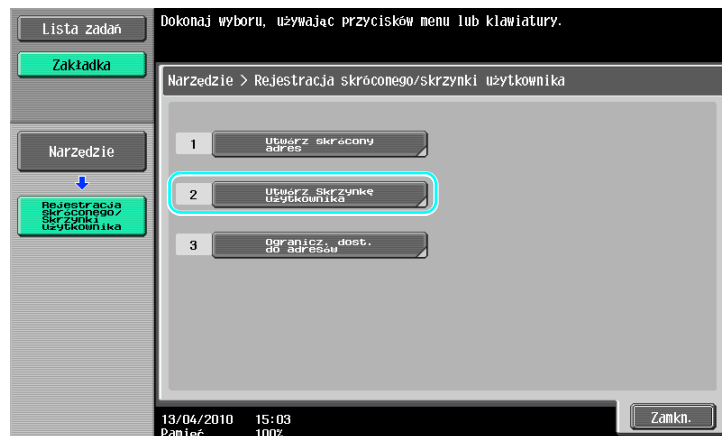 Lista zadań
Dokonaj wyboru, używając przycisków menu lub klawiatury.
Zakładka
Narzędzie > Rejestracja skróconego/skrzynki użytkownika
Narzędzie
Rejestracja
skróconego/
Skrzynki
użytkownika
1 Utwórz skrócony
adres
2 Utwórz Skrzynkę
użytkownika
3 Ogranicz. dost.
do adresów
Zamkn.
13/04/2010 15:03
Pamięć 100%